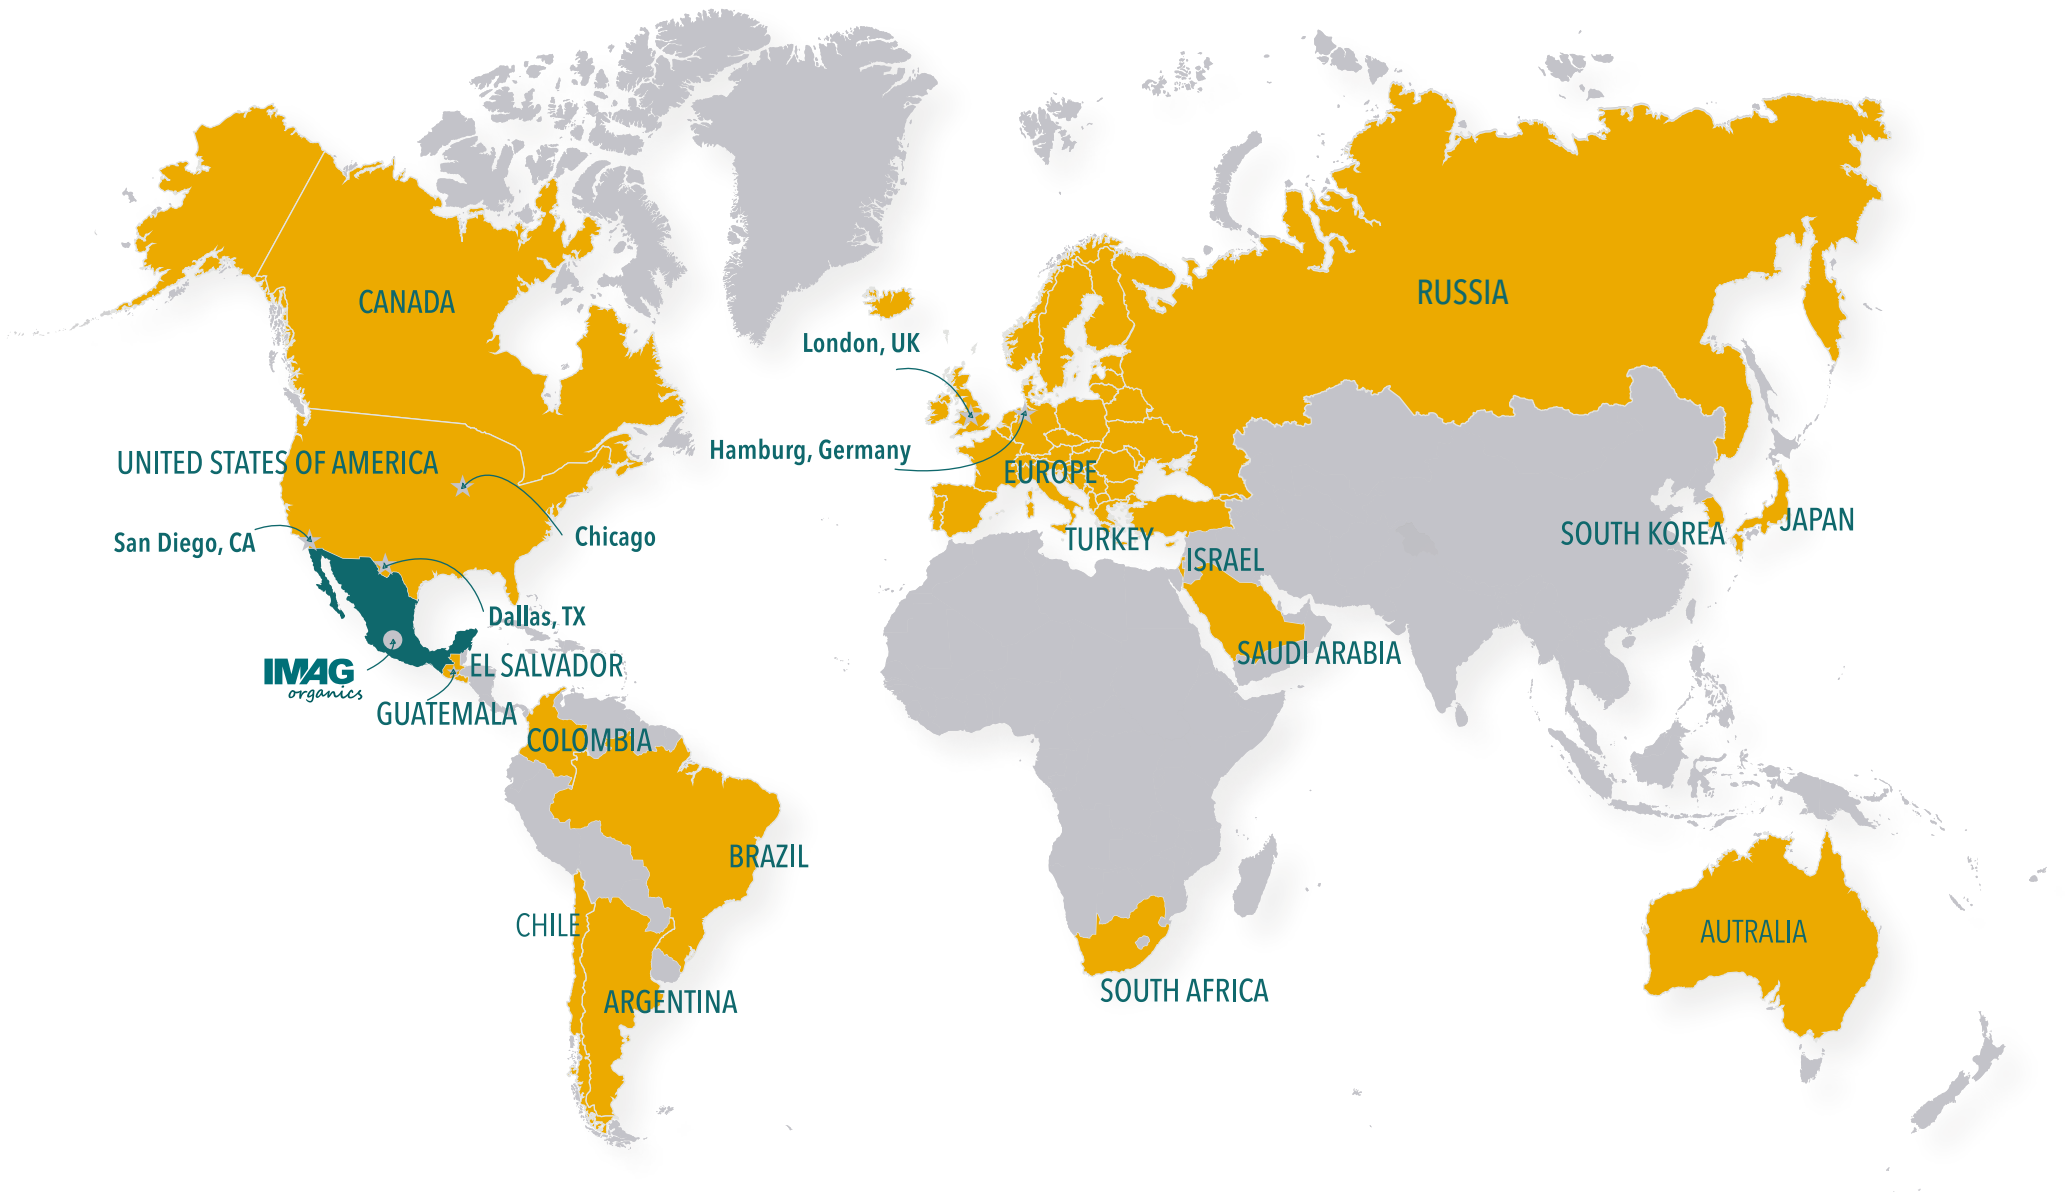 CANADA
RUSSIA
London, UK
Hamburg, Germany
UNITED STATES OF AMERICA
EUROPE
San Diego, CA
Chicago
TURKEY
SOUTH KOREA
JAPAN
ISRAEL
Dallas, TX
SAUDI ARABIA
IMAG
organics
EL SALVADOR
GUATEMALA
COLOMBIA
BRAZIL
CHILE
AUTRALIA
ARGENTINA
SOUTH AFRICA